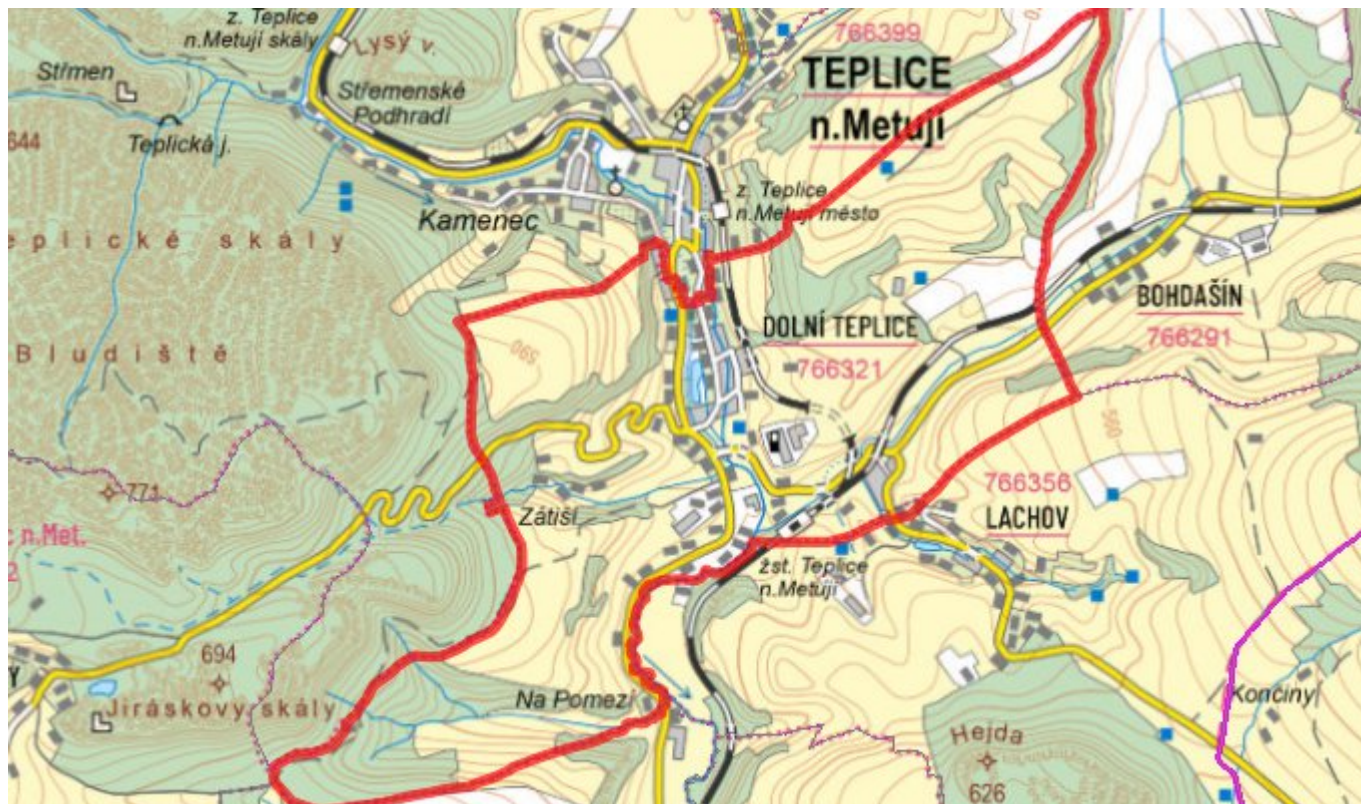 z. Teplice
n.Metují skály
Lysý v.
766399
TEPLICE
n.Metují
Střmen
Střemenské
Podhradí
644
Teplická j.
z. Teplice
n.Metují město
Kamenec
eplické skály
BOHDAŠÍN
766291
DOLNÍ TEPLICE
766321
590
Bludiště
500
771
766356
LACHOV
Zátiší
c n.Met.
2
žst. Teplice
n.Metují
694
Y
Na Pomezí
Jiráskovy skály
Končiny
Hejda
626